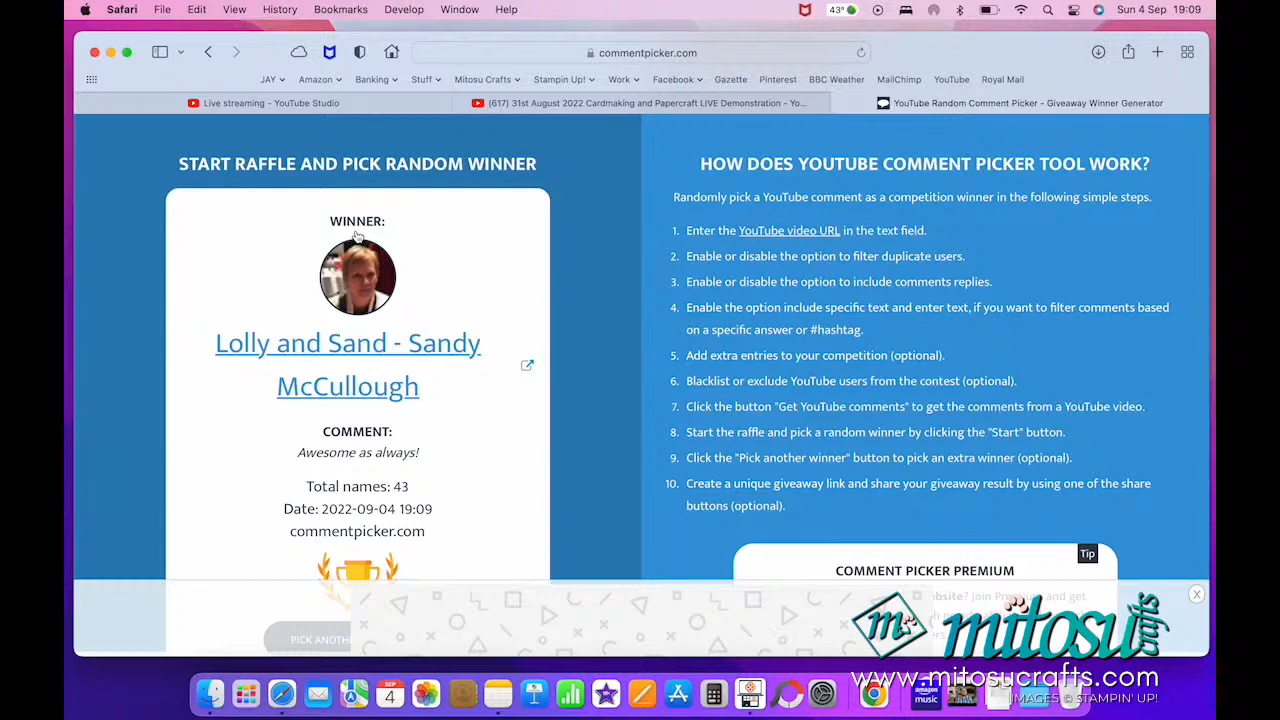 Safari File Edit View History Bookmarks Develop Window Help 43° Sun 4 Sep 19:09
commentpicker.com
JAY Amazon Banking Stuff Mitosu Crafts Stampin Up! Work Facebook Gazette Pinterest BBC Weather MailChimp YouTube Royal Mail
Live streaming - YouTube Studio
(617) 31st August 2022 Cardmaking and Papercraft LIVE Demonstration - Yo...
YouTube Random Comment Picker - Giveaway Winner Generator
START RAFFLE AND PICK RANDOM WINNER
WINNER:
Lolly and Sand - Sandy
McCullough
COMMENT:
Awesome as always!
Total names: 43
Date: 2022-09-04 19:09
commentpicker.com
PICK ANOTH
HOW DOES YOUTUBE COMMENT PICKER TOOL WORK?
Randomly pick a YouTube comment as a competition winner in the following simple steps.
1. Enter the YouTube video URL in the text field.
2. Enable or disable the option to filter duplicate users.
3. Enable or disable the option to include comments replies.
4. Enable the option include specific text and enter text, if you want to filter comments based
on a specific answer or #hashtag.
5. Add extra entries to your competition (optional).
6. Blacklist or exclude YouTube users from the contest (optional).
7. Click the button "Get YouTube comments" to get the comments from a YouTube video.
8. Start the raffle and pick a random winner by clicking the "Start" button.
9. Click the "Pick another winner" button to pick an extra winner (optional).
10. Create a unique giveaway link and share your giveaway result by using one of the share
buttons (optional).
Tip
COMMENT PICKER PREMIUM
ebsite? Join Premium and get
mitosu crafts
www.mitosucrafts.com
IMAGES © STAMPIN' UP!
SEP
4
amazon
music